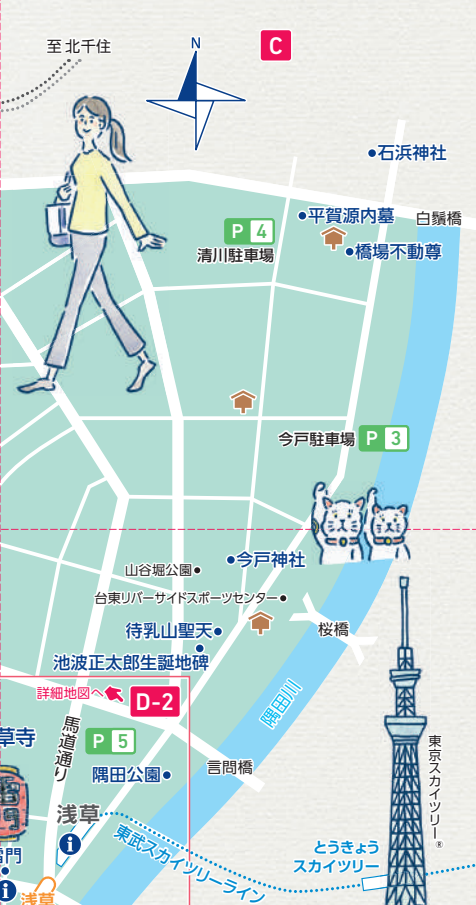 至 北千住
N
C
石浜神社
平賀源内墓
白鬚橋
P 4
清川駐車場
橋場不動尊
今戸駐車場 P 3
今戸神社
山谷堀公園
台東リバーサイドスポーツセンター
待乳山聖天
桜橋
池波正太郎生誕地碑
詳細地図へ D-2
隅田川
草寺
馬道通り
P 5
言問橋
隅田公園
東京スカイツリー®
浅草
東武スカイツリーライン
とうきょう
スカイツリー
雷門
浅草